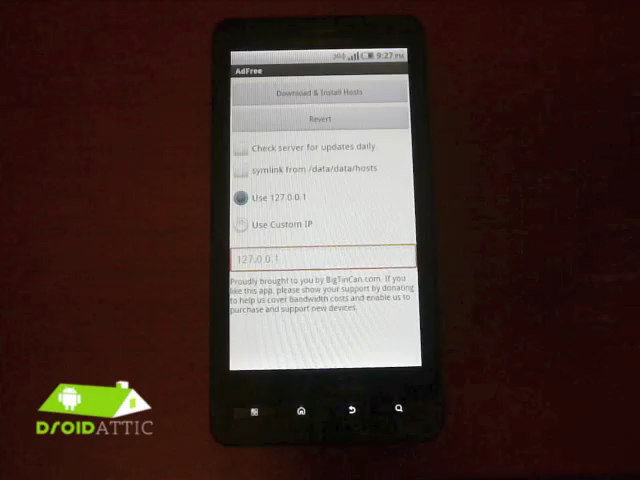 3G 9:27 PM
AdFree
Download & Install Hosts
Revert
Check server for updates daily
symlink from /data/data/hosts
Use 127.0.0.1
Use Custom IP
127.0.0.1
Proudly brought to you by BigTinCan.com. If you
like this app, please show your support by donating
to help us cover bandwidth costs and enable us to
purchase and support new devices.
DROIDATTIC